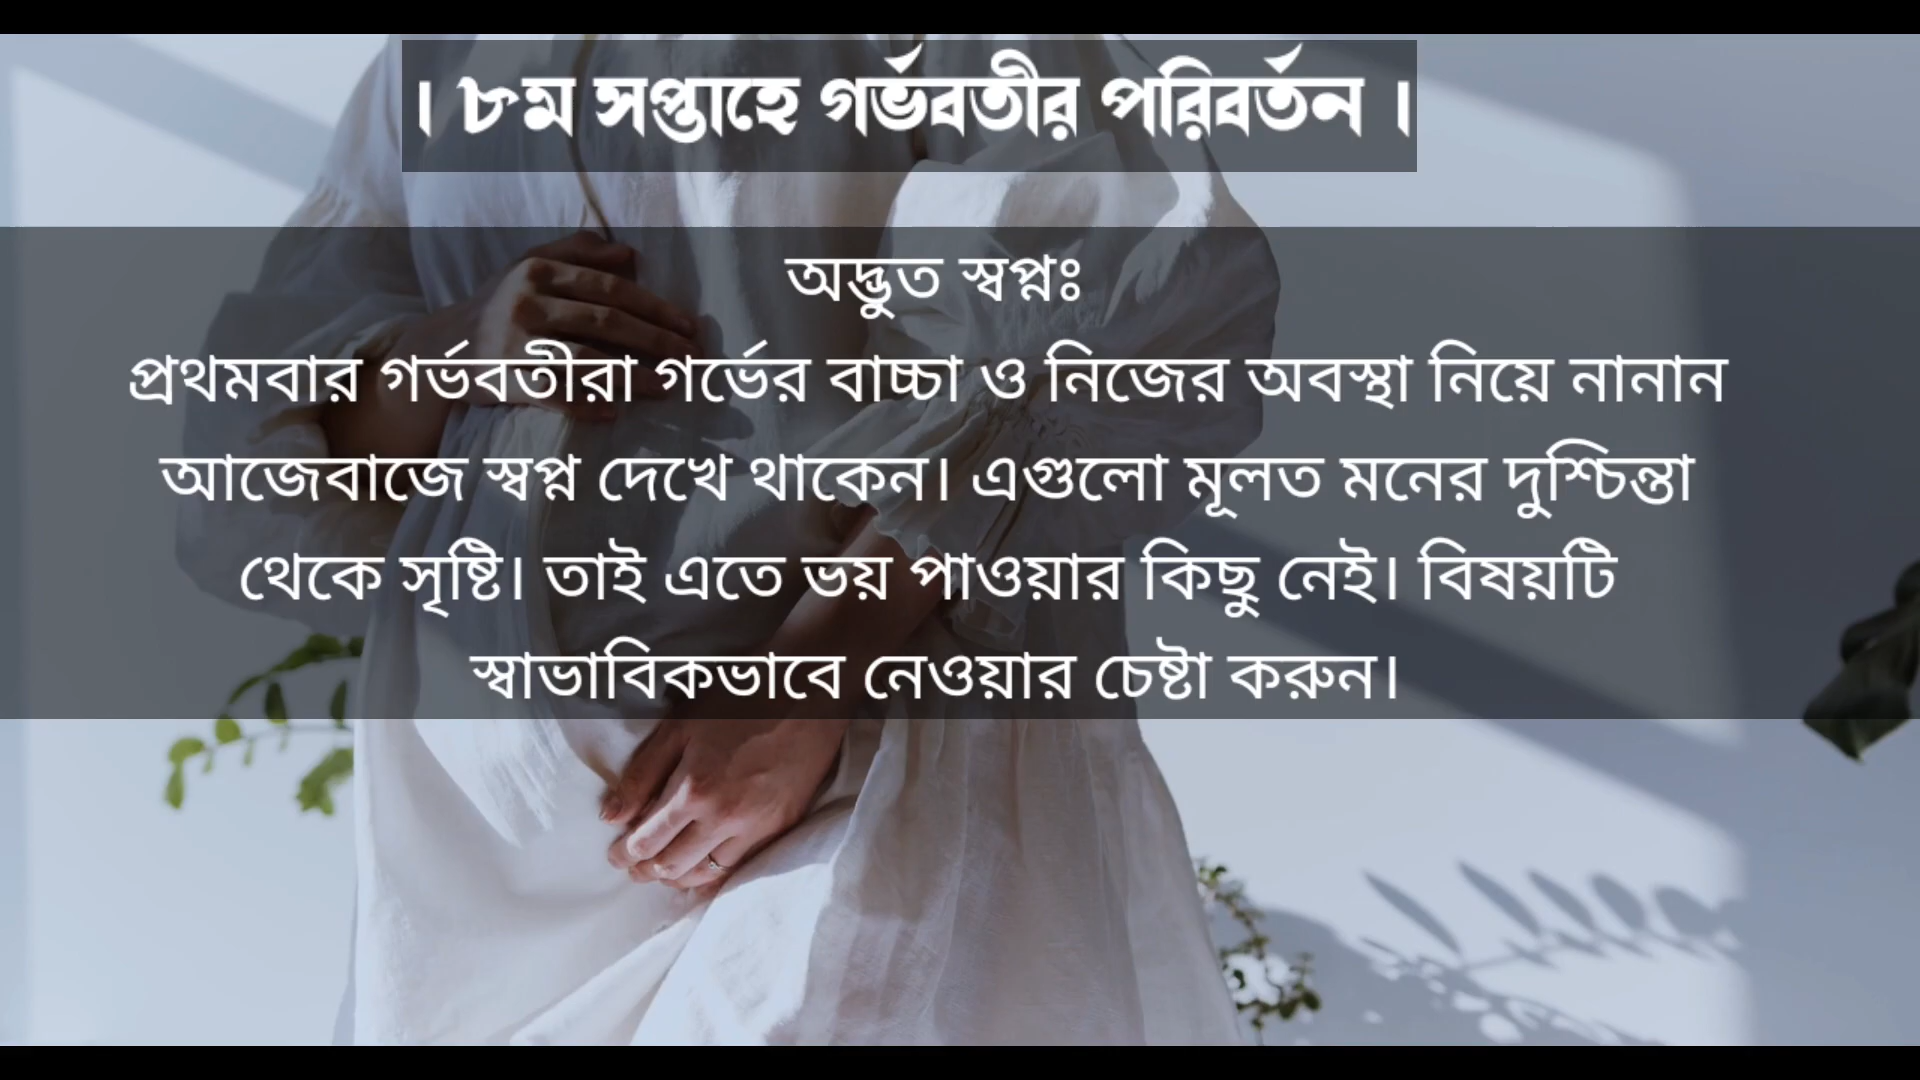 । ৮ম সপ্তাহে গর্ভবতীর পরিবর্তন ।
অদ্ভুত স্বপ্নঃ
প্রথমবার গর্ভবতীরা গর্ভের বাচ্চা ও নিজের অবস্থা নিয়ে নানান
আজেবাজে স্বপ্ন দেখে থাকেন। এগুলো মূলত মনের দুশ্চিন্তা
থেকে সৃষ্টি। তাই এতে ভয় পাওয়ার কিছু নেই। বিষয়টি
স্বাভাবিকভাবে নেওয়ার চেষ্টা করুন।